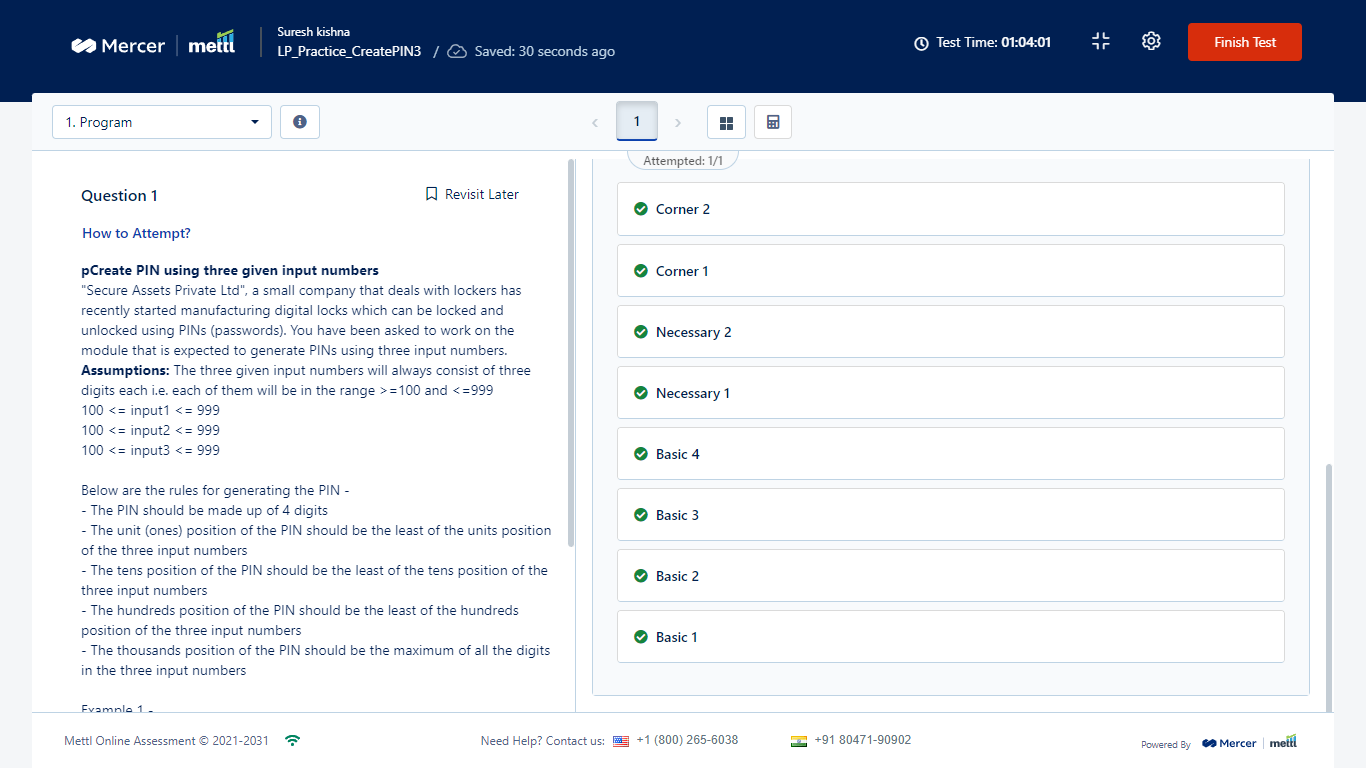 Mercer mettl
Suresh kishna
LP_Practice_CreatePIN3 / Saved: 30 seconds ago
Test Time: 01:04:01
Finish Test
1. Program
1
Attempted: 1/1
Question 1
Revisit Later
How to Attempt?
pCreate PIN using three given input numbers
"Secure Assets Private Ltd", a small company that deals with lockers has
recently started manufacturing digital locks which can be locked and
unlocked using PINs (passwords). You have been asked to work on the
module that is expected to generate PINs using three input numbers.
Assumptions: The three given input numbers will always consist of three
digits each i.e. each of them will be in the range >=100 and <=999
100 <= input1 <= 999
100 <= input2 <= 999
100 <= input3 <= 999
Below are the rules for generating the PIN -
- The PIN should be made up of 4 digits
- The unit (ones) position of the PIN should be the least of the units position
of the three input numbers
- The tens position of the PIN should be the least of the tens position of the
three input numbers
- The hundreds position of the PIN should be the least of the hundreds
position of the three input numbers
- The thousands position of the PIN should be the maximum of all the digits
in the three input numbers
Example 1 -
Corner 2
Corner 1
Necessary 2
Necessary 1
Basic 4
Basic 3
Basic 2
Basic 1
Mettl Online Assessment © 2021-2031
Need Help? Contact us: +1 (800) 265-6038
+91 80471-90902
Powered By Mercer mettl